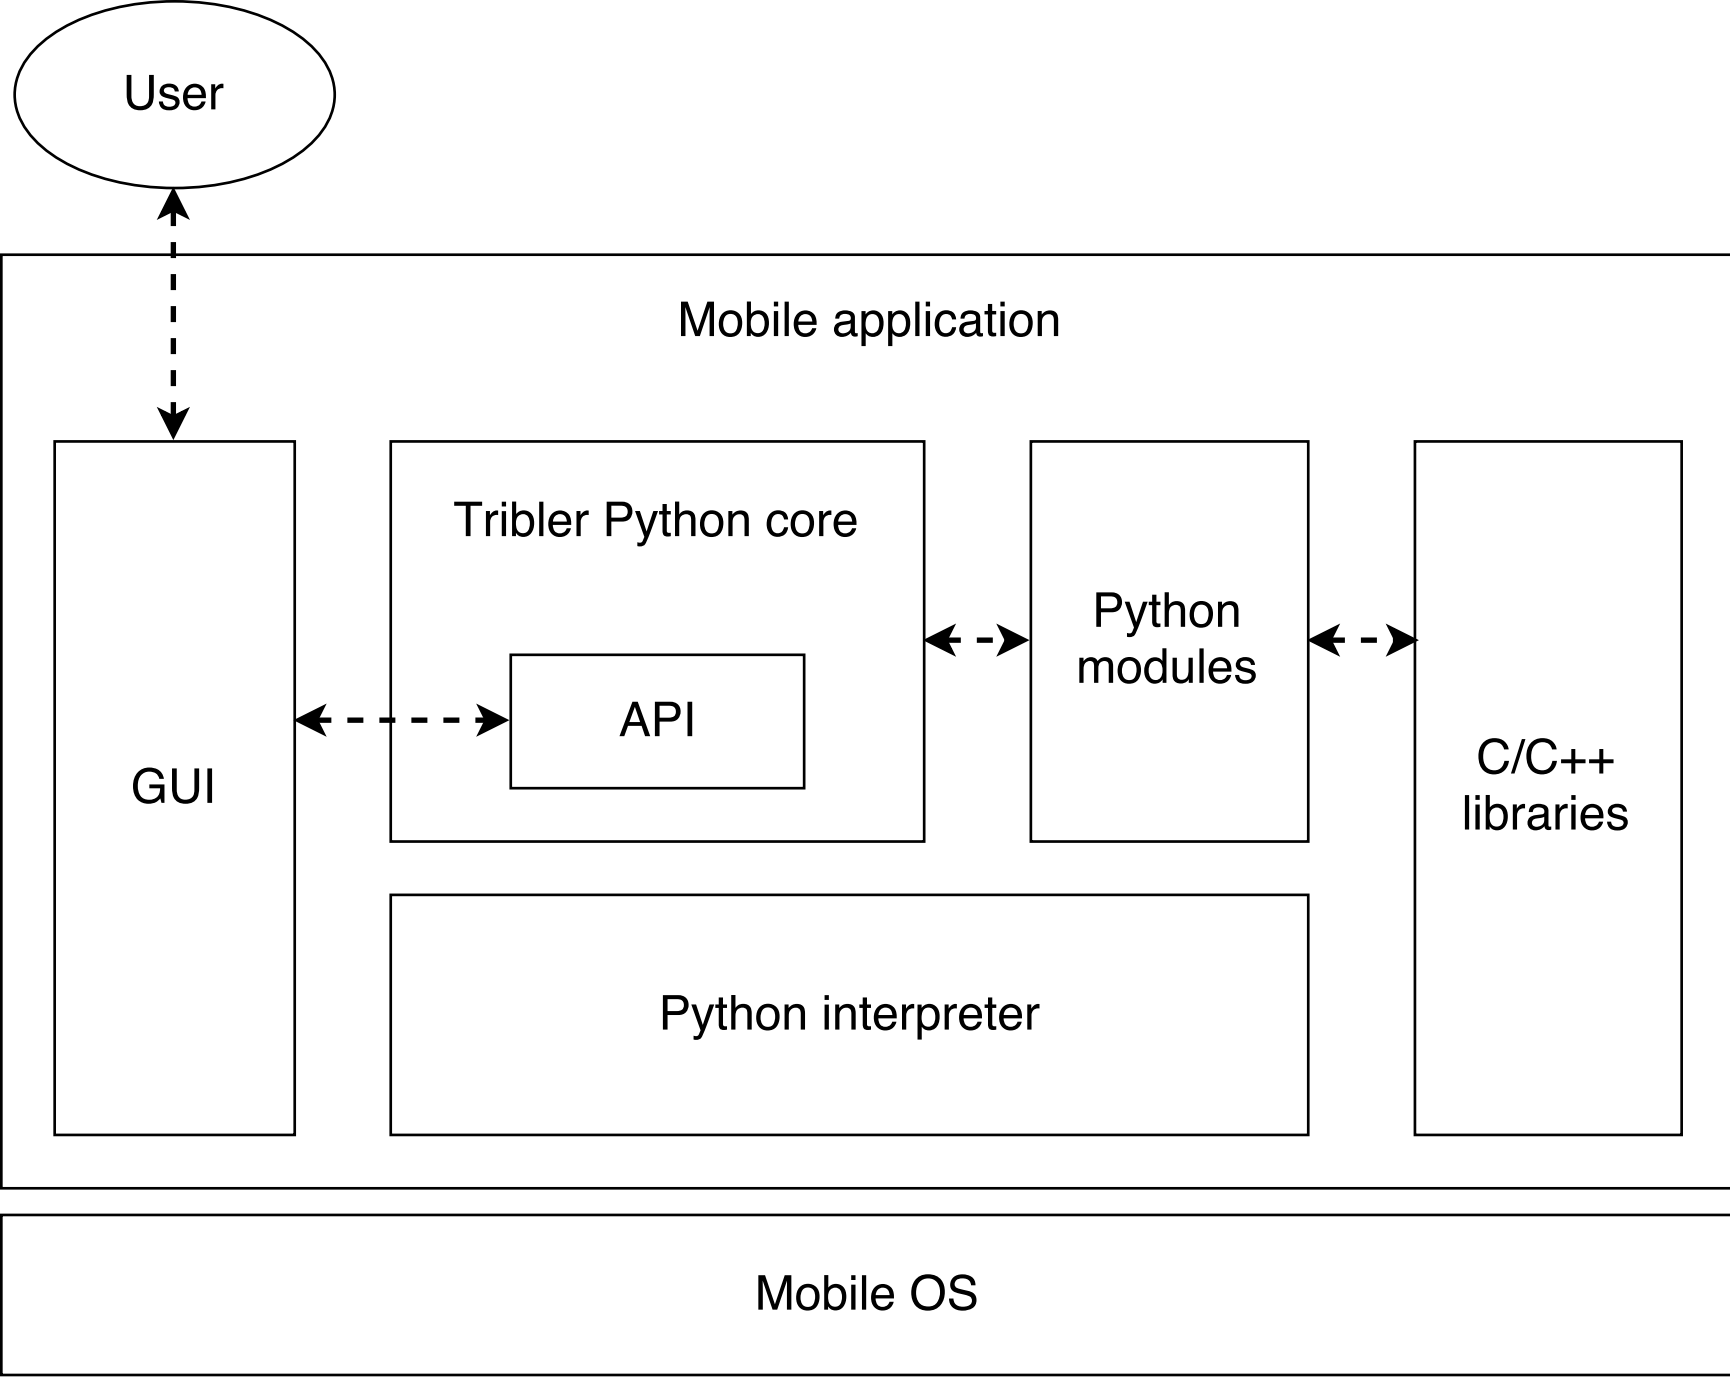 User
Mobile application
Tribler Python core
Python
modules
API
GUI
C/C++
libraries
Python interpreter
Mobile OS